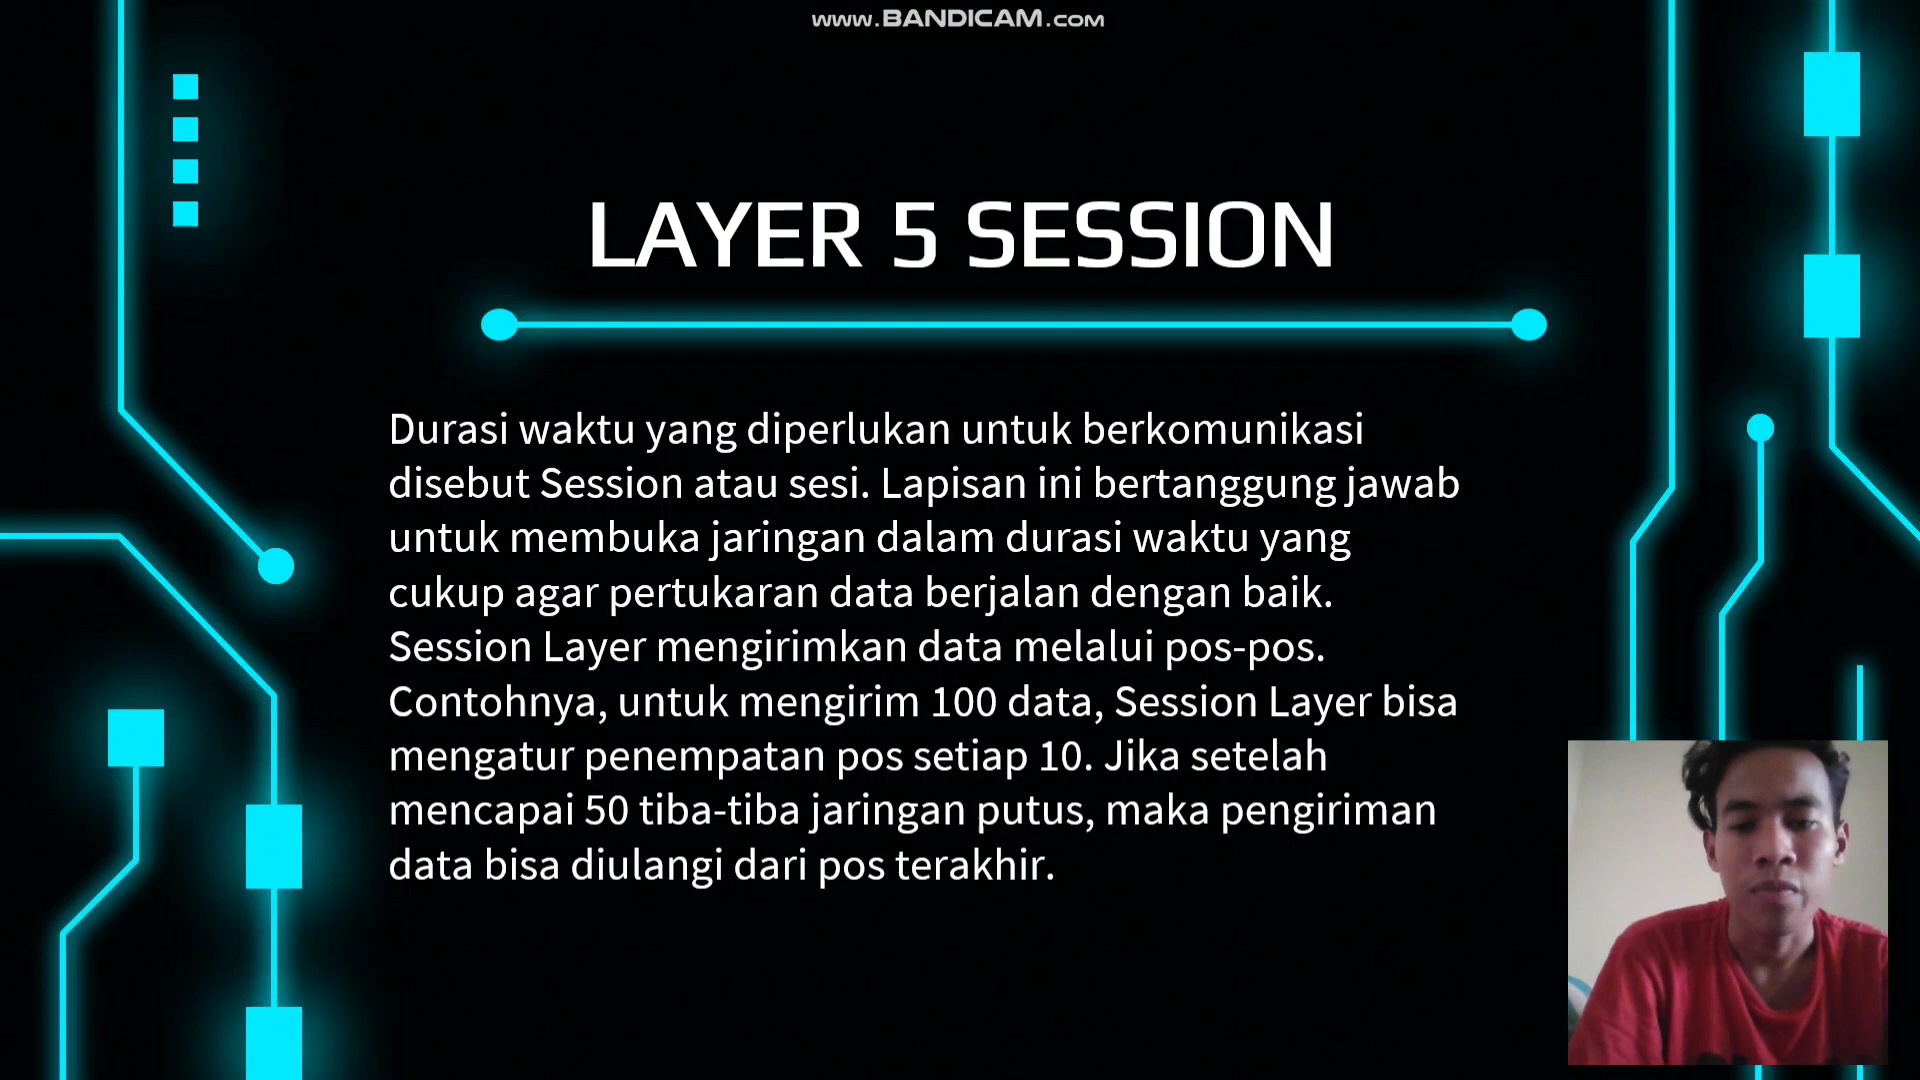 www.BANDICAM.com
LAYER 5 SESSION
Durasi waktu yang diperlukan untuk berkomunikasi
disebut Session atau sesi. Lapisan ini bertanggung jawab
untuk membuka jaringan dalam durasi waktu yang
cukup agar pertukaran data berjalan dengan baik.
Session Layer mengirimkan data melalui pos-pos.
Contohnya, untuk mengirim 100 data, Session Layer bisa
mengatur penempatan pos setiap 10. Jika setelah
mencapai 50 tiba-tiba jaringan putus, maka pengiriman
data bisa diulangi dari pos terakhir.